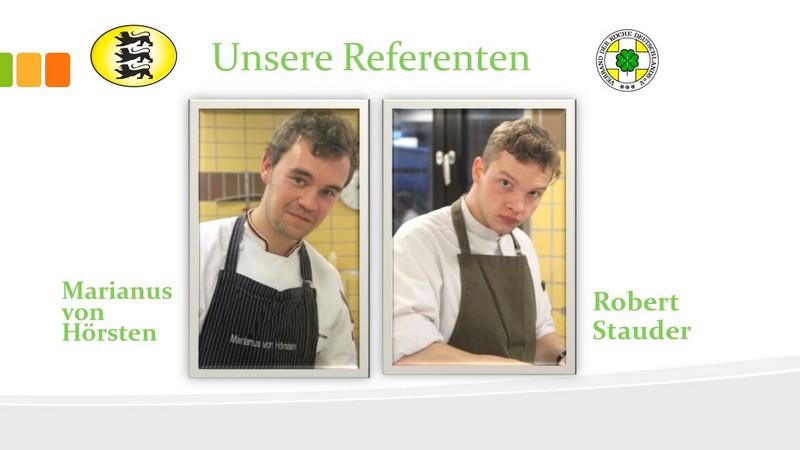 Unsere Referenten
VERBAND DER KÖCHE DEUTSCHLANDS e.V.
Marianus
von
Hörsten
Marianus von Hörsten
Robert
Stauder